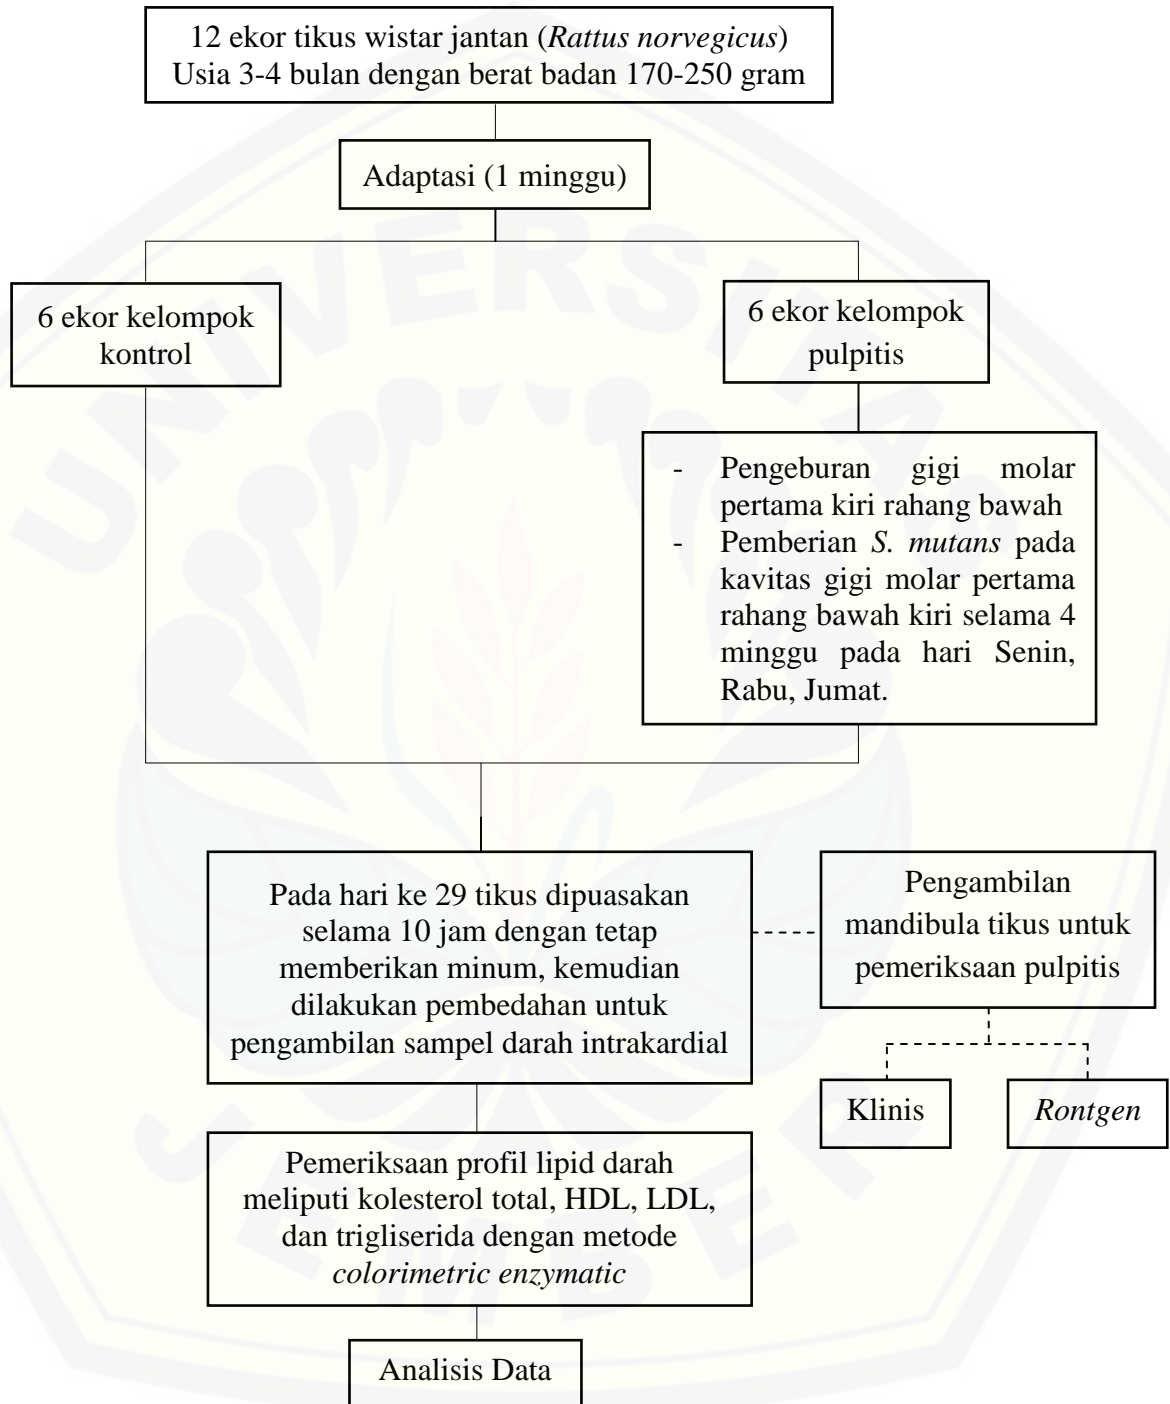 12 ekor tikus wistar jantan (Rattus norvegicus)
Usia 3-4 bulan dengan berat badan 170-250 gram
Adaptasi (1 minggu)
6 ekor kelompok
kontrol
6 ekor kelompok
pulpitis
- Pengeburan gigi molar
pertama kiri rahang bawah
- Pemberian S. mutans pada
kavitas gigi molar pertama
rahang bawah kiri selama 4
minggu pada hari Senin,
Rabu, Jumat.
Pada hari ke 29 tikus dipuasakan
selama 10 jam dengan tetap
memberikan minum, kemudian
dilakukan pembedahan untuk
pengambilan sampel darah intrakardial
Pengambilan
mandibula tikus untuk
pemeriksaan pulpitis
Klinis
Rontgen
Pemeriksaan profil lipid darah
meliputi kolesterol total, HDL, LDL,
dan trigliserida dengan metode
colorimetric enzymatic
Analisis Data
UNIVERSITAS
JEMBER